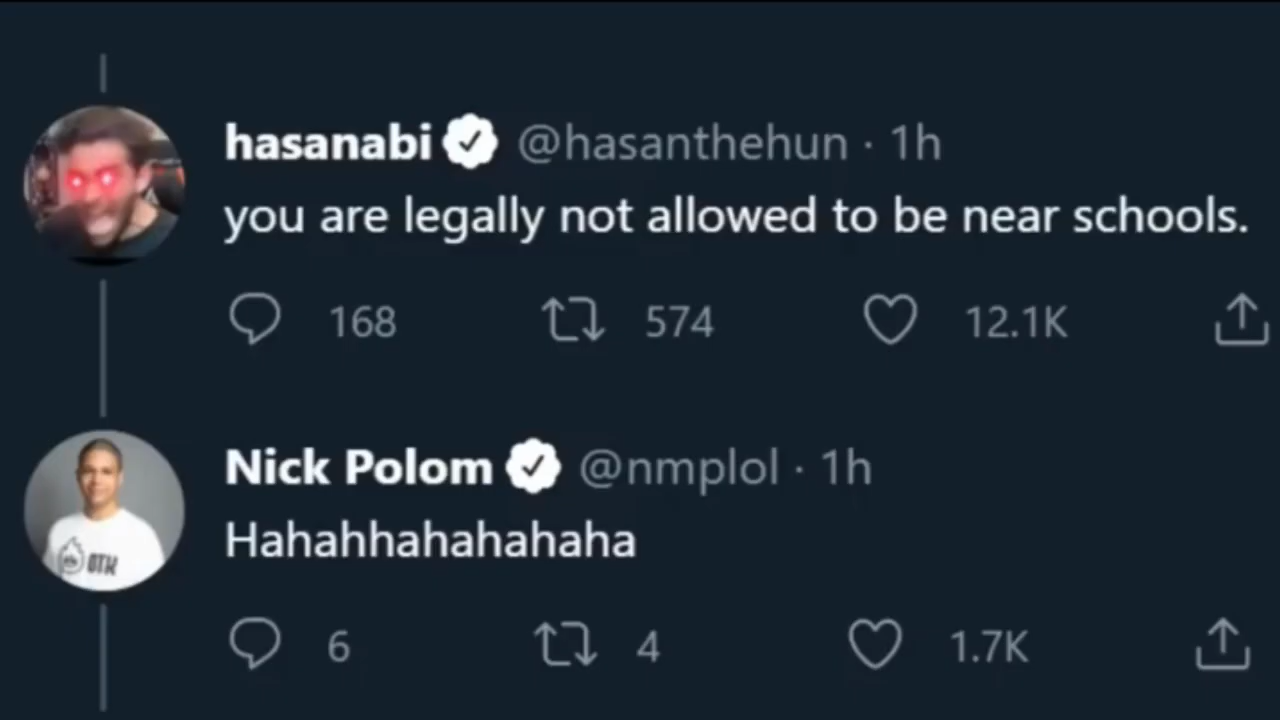 hasanabi @hasanthehun · 1h
you are legally not allowed to be near schools.
168 574 12.1K
Nick Polom @nmplol · 1h
OTK
Hahahhahahahaha
6 4 1.7K